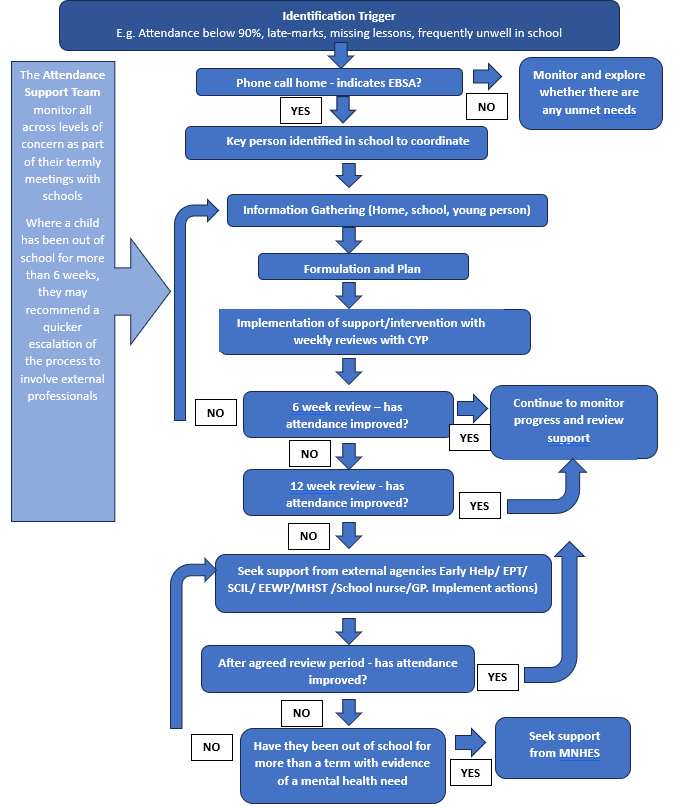 Identification Trigger
E.g. Attendance below 90%, late-marks, missing lessons, frequently unwell in school
The Attendance
Support Team
monitor all
across levels of
concern as part
of their termly
meetings with
schools
Where a child
has been out of
school for more
than 6 weeks,
they may
recommend a
quicker
escalation of
the process to
involve external
professionals
Phone call home - indicates EBSA?
NO
Monitor and explore
whether there are
any unmet needs
YES
Key person identified in school to coordinate
Information Gathering (Home, school, young person)
Formulation and Plan
Implementation of support/intervention with
weekly reviews with CYP
NO
6 week review – has
attendance improved?
YES
Continue to monitor
progress and review
support
NO
12 week review - has
attendance improved?
YES
NO
Seek support from external agencies Early Help/ EPT/
SCIL/ EEWP/MHST /School nurse/GP. Implement actions)
After agreed review period - has attendance
improved?
YES
NO
NO
Have they been out of school for
more than a term with evidence
of a mental health need
YES
Seek support
from MNHES